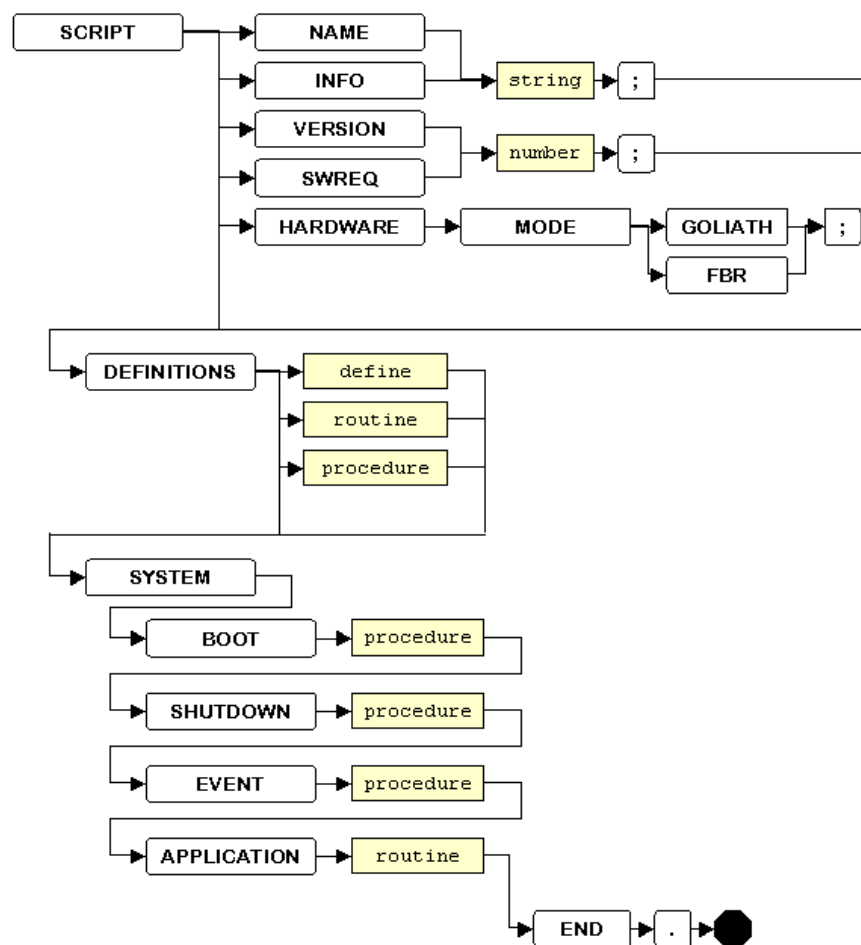 SCRIPT NAME
INFO string ;
VERSION
number ;
SWREQ
HARDWARE MODE GOLIATH ;
FBR
DEFINITIONS define
routine
procedure
SYSTEM
BOOT procedure
SHUTDOWN procedure
EVENT procedure
APPLICATION routine
END .